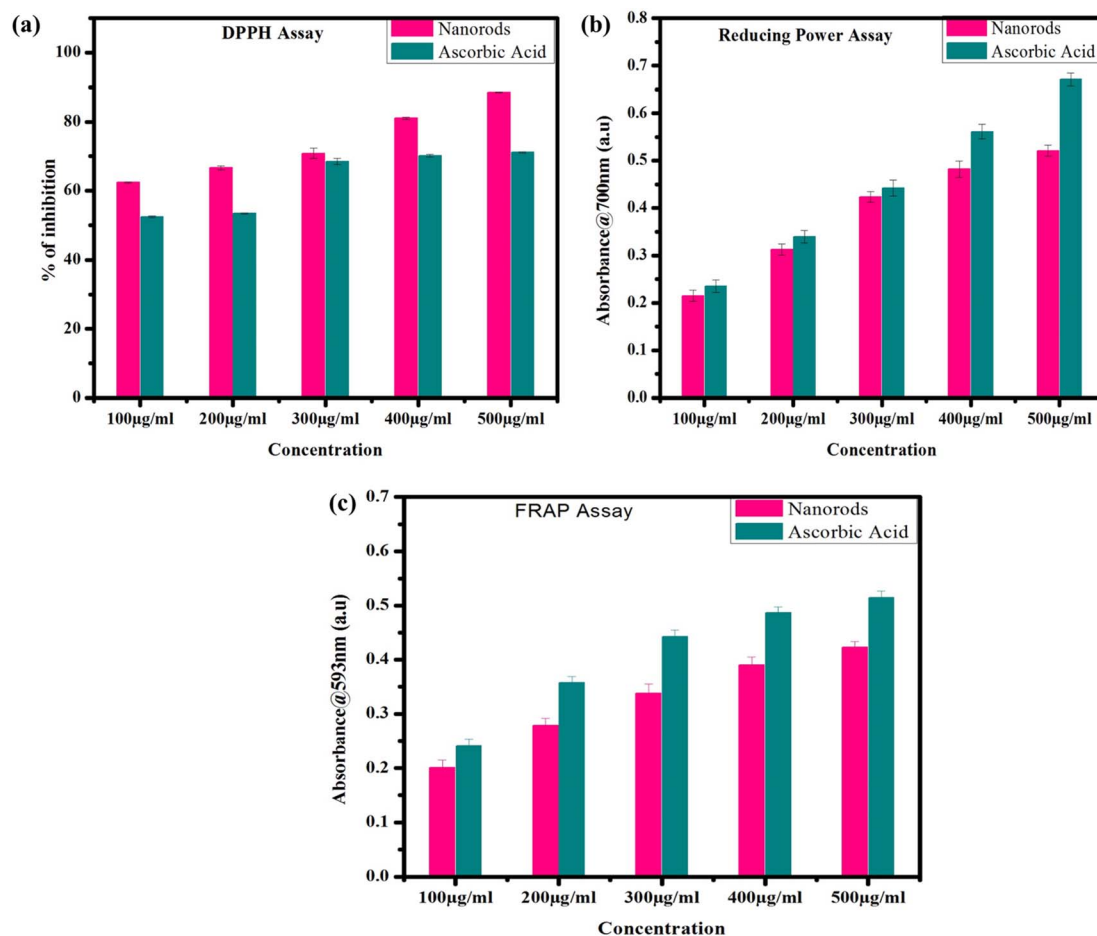 (a)
DPPH Assay
Nanorods
Ascorbic Acid
% of inhibition
100
80
60
40
20
0
100µg/ml 200µg/ml 300µg/ml 400µg/ml 500µg/ml
Concentration
(b)
Reducing Power Assay
Nanorods
Ascorbic Acid
Absorbance@700nm (a.u)
0.8
0.7
0.6
0.5
0.4
0.3
0.2
0.1
0.0
100µg/ml 200µg/ml 300µg/ml 400µg/ml 500µg/ml
Concentration
(c)
FRAP Assay
Nanorods
Ascorbic Acid
Absorbance@593nm (a.u)
0.7
0.6
0.5
0.4
0.3
0.2
0.1
0.0
100µg/ml 200µg/ml 300µg/ml 400µg/ml 500µg/ml
Concentration